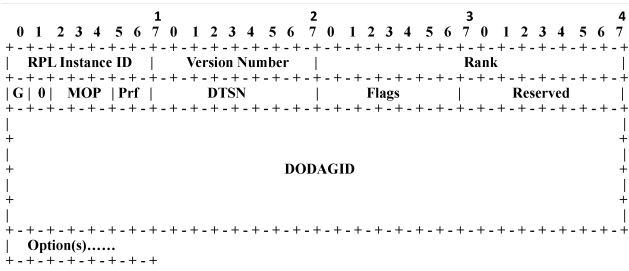 1 2 3 4
0 1 2 3 4 5 6 7 0 1 2 3 4 5 6 7 0 1 2 3 4 5 6 7 0 1 2 3 4 5 6 7
+-+-+-+-+-+-+-+-+-+-+-+-+-+-+-+-+-+-+-+-+-+-+-+-+-+-+-+-+-+-+-+-+
| RPL Instance ID | Version Number | Rank |
+-+-+-+-+-+-+-+-+-+-+-+-+-+-+-+-+-+-+-+-+-+-+-+-+-+-+-+-+-+-+-+-+
| G | 0 | MOP | Prf | DTSN | Flags | Reserved |
+-+-+-+-+-+-+-+-+-+-+-+-+-+-+-+-+-+-+-+-+-+-+-+-+-+-+-+-+-+-+-+-+
| |
+ +
| |
+ DODAGID +
| |
+ +
| |
+-+-+-+-+-+-+-+-+-+-+-+-+-+-+-+-+-+-+-+-+-+-+-+-+-+-+-+-+-+-+-+-+
| Option(s)……
+-+-+-+-+-+-+-+-+